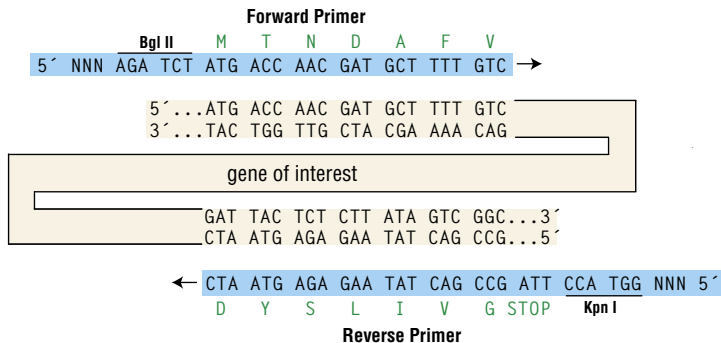 Forward Primer
Bgl II M T N D A F V
5´ NNN AGA TCT ATG ACC AAC GAT GCT TTT GTC
5´...ATG ACC AAC GAT GCT TTT GTC
3´...TAC TGG TTG CTA CGA AAA CAG
gene of interest
GAT TAC TCT CTT ATA GTC GGC...3´
CTA ATG AGA GAA TAT CAG CCG...5´
CTA ATG AGA GAA TAT CAG CCG ATT CCA TGG NNN 5´
D Y S L I V G STOP Kpn I
Reverse Primer